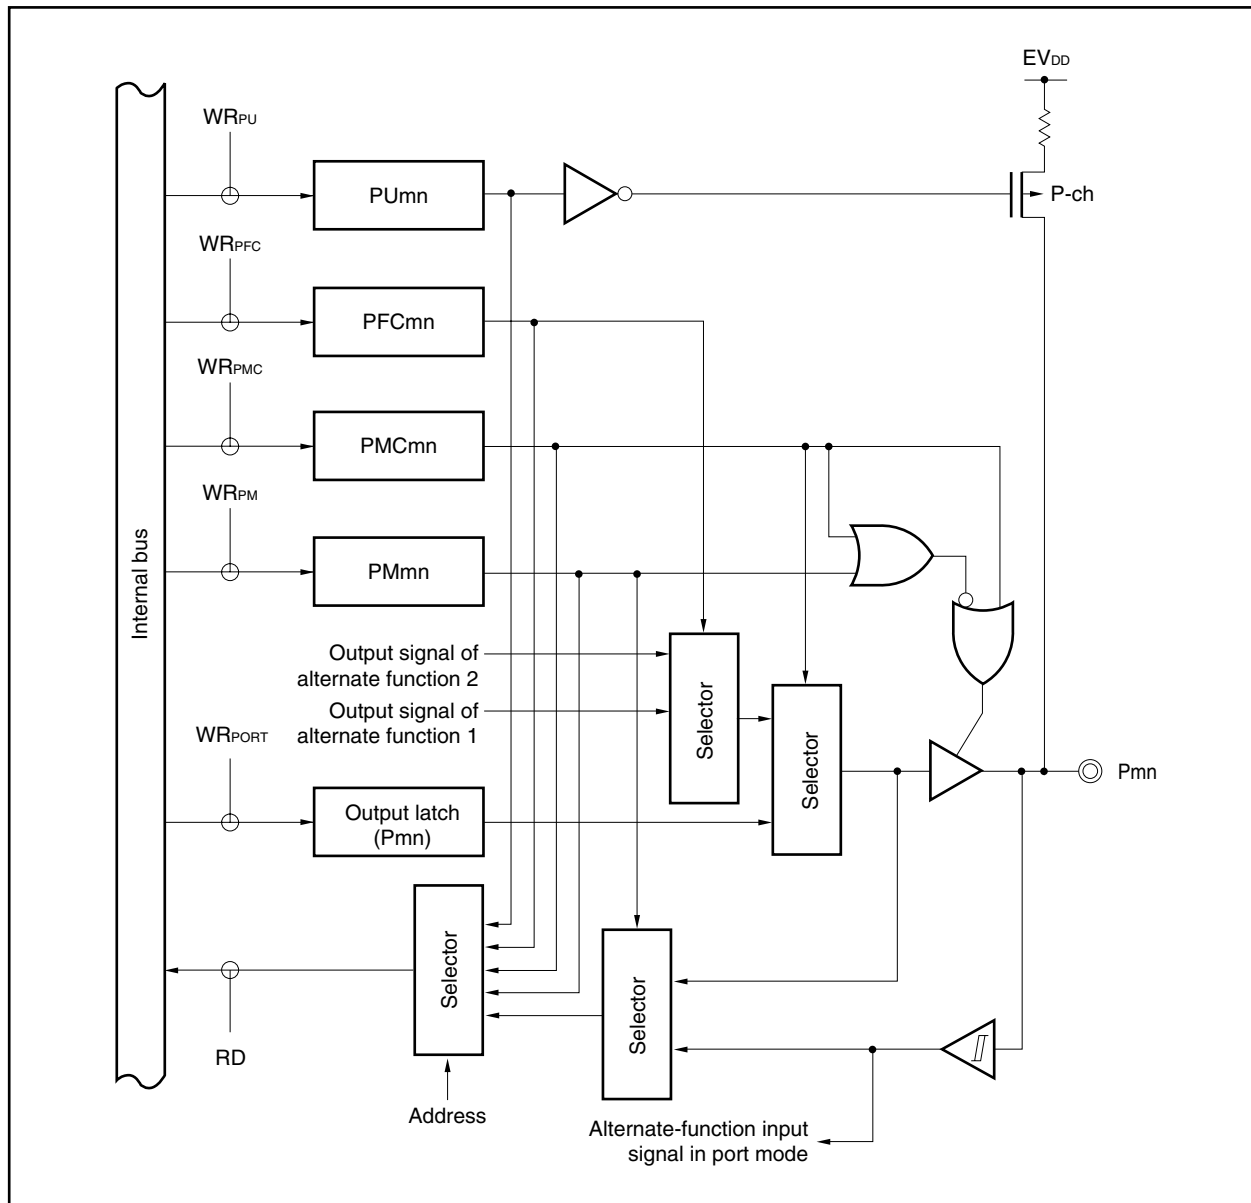 EVDD
WRPU
PUmn
P-ch
WRPFC
PFCmn
WRPMC
PMCmn
WRPM
PMmn
Internal bus
Output signal of
alternate function 2
Output signal of
alternate function 1
Selector
Selector
WRPORT
Output latch
(Pmn)
Pmn
Selector
Selector
RD
Address
Alternate-function input
signal in port mode